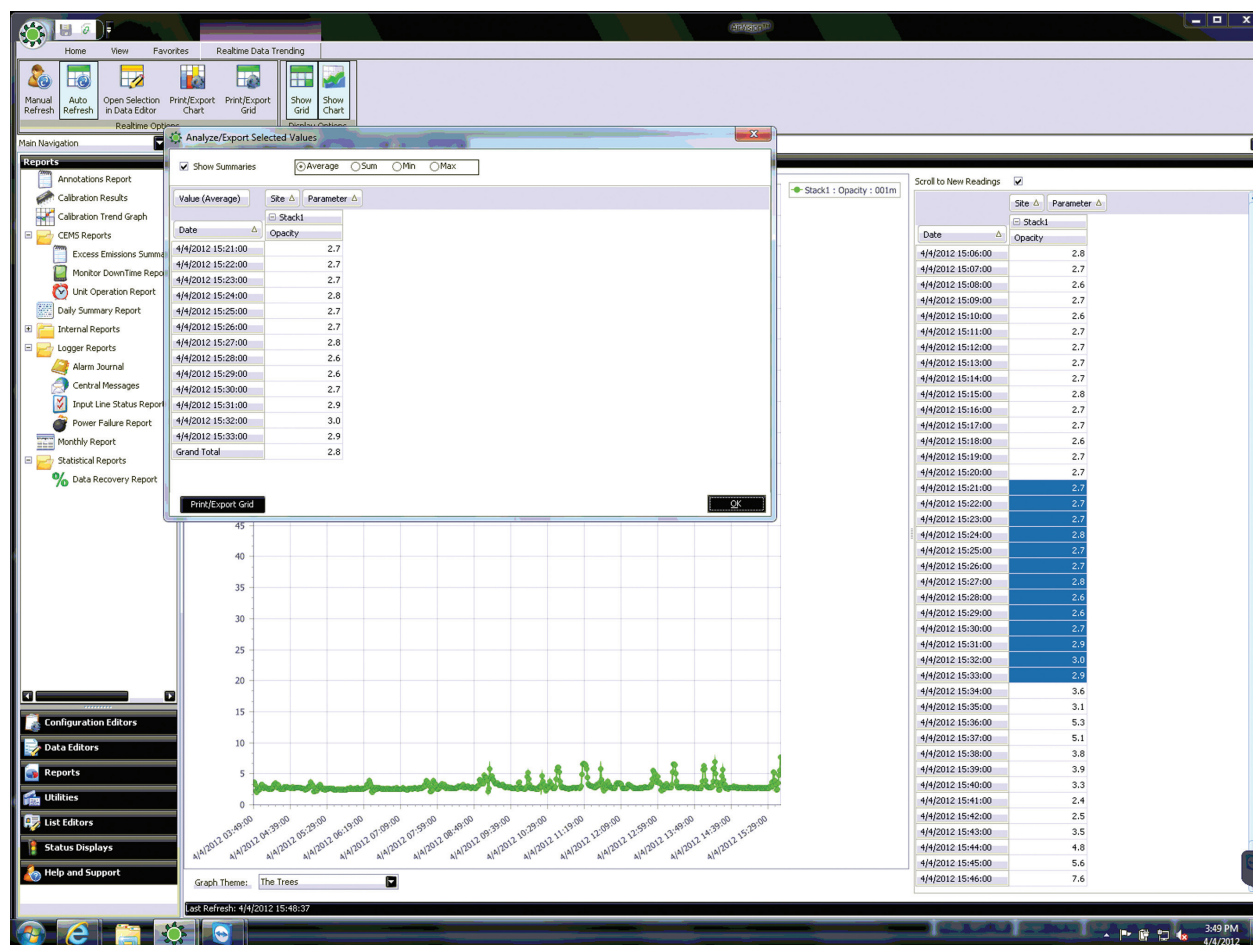 AirVision™
Home View Favorites Realtime Data Trending
Manual Refresh
Auto Refresh
Open Selection in Data Editor
Print/Export Chart
Print/Export Grid
Show Grid
Show Chart
Realtime Options
Display Options
Main Navigation
Reports
Annotations Report
Calibration Results
Calibration Trend Graph
CEMS Reports
Excess Emissions Summa
Monitor DownTime Repo
Unit Operation Report
Daily Summary Report
Internal Reports
Logger Reports
Alarm Journal
Central Messages
Input Line Status Report
Power Failure Report
Monthly Report
Statistical Reports
Data Recovery Report
Configuration Editors
Data Editors
Reports
Utilities
List Editors
Status Displays
Help and Support
Analyze/Export Selected Values
Show Summaries Average Sum Min Max
Value (Average) Site Parameter
Stack1
Date Opacity
4/4/2012 15:21:00 2.7
4/4/2012 15:22:00 2.7
4/4/2012 15:23:00 2.7
4/4/2012 15:24:00 2.8
4/4/2012 15:25:00 2.7
4/4/2012 15:26:00 2.7
4/4/2012 15:27:00 2.8
4/4/2012 15:28:00 2.6
4/4/2012 15:29:00 2.6
4/4/2012 15:30:00 2.7
4/4/2012 15:31:00 2.9
4/4/2012 15:32:00 3.0
4/4/2012 15:33:00 2.9
Grand Total 2.8
Print/Export Grid OK
Stack1 : Opacity : 001m
45
40
35
30
25
20
15
10
5
0
4/4/2012 03:49:00
4/4/2012 04:39:00
4/4/2012 05:29:00
4/4/2012 06:19:00
4/4/2012 07:09:00
4/4/2012 07:59:00
4/4/2012 08:49:00
4/4/2012 09:39:00
4/4/2012 10:29:00
4/4/2012 11:19:00
4/4/2012 12:09:00
4/4/2012 12:59:00
4/4/2012 13:49:00
4/4/2012 14:39:00
4/4/2012 15:29:00
Graph Theme: The Trees
Scroll to New Readings
Site Parameter
Stack1
Date Opacity
4/4/2012 15:06:00 2.8
4/4/2012 15:07:00 2.7
4/4/2012 15:08:00 2.6
4/4/2012 15:09:00 2.7
4/4/2012 15:10:00 2.6
4/4/2012 15:11:00 2.7
4/4/2012 15:12:00 2.7
4/4/2012 15:13:00 2.7
4/4/2012 15:14:00 2.7
4/4/2012 15:15:00 2.8
4/4/2012 15:16:00 2.7
4/4/2012 15:17:00 2.7
4/4/2012 15:18:00 2.6
4/4/2012 15:19:00 2.7
4/4/2012 15:20:00 2.7
4/4/2012 15:21:00 2.7
4/4/2012 15:22:00 2.7
4/4/2012 15:23:00 2.7
4/4/2012 15:24:00 2.8
4/4/2012 15:25:00 2.7
4/4/2012 15:26:00 2.7
4/4/2012 15:27:00 2.8
4/4/2012 15:28:00 2.6
4/4/2012 15:29:00 2.6
4/4/2012 15:30:00 2.7
4/4/2012 15:31:00 2.9
4/4/2012 15:32:00 3.0
4/4/2012 15:33:00 2.9
4/4/2012 15:34:00 3.6
4/4/2012 15:35:00 3.1
4/4/2012 15:36:00 5.3
4/4/2012 15:37:00 5.1
4/4/2012 15:38:00 3.8
4/4/2012 15:39:00 3.9
4/4/2012 15:40:00 3.3
4/4/2012 15:41:00 2.4
4/4/2012 15:42:00 2.5
4/4/2012 15:43:00 3.5
4/4/2012 15:44:00 4.8
4/4/2012 15:45:00 5.6
4/4/2012 15:46:00 7.6
Last Refresh: 4/4/2012 15:48:37
3:49 PM
4/4/2012